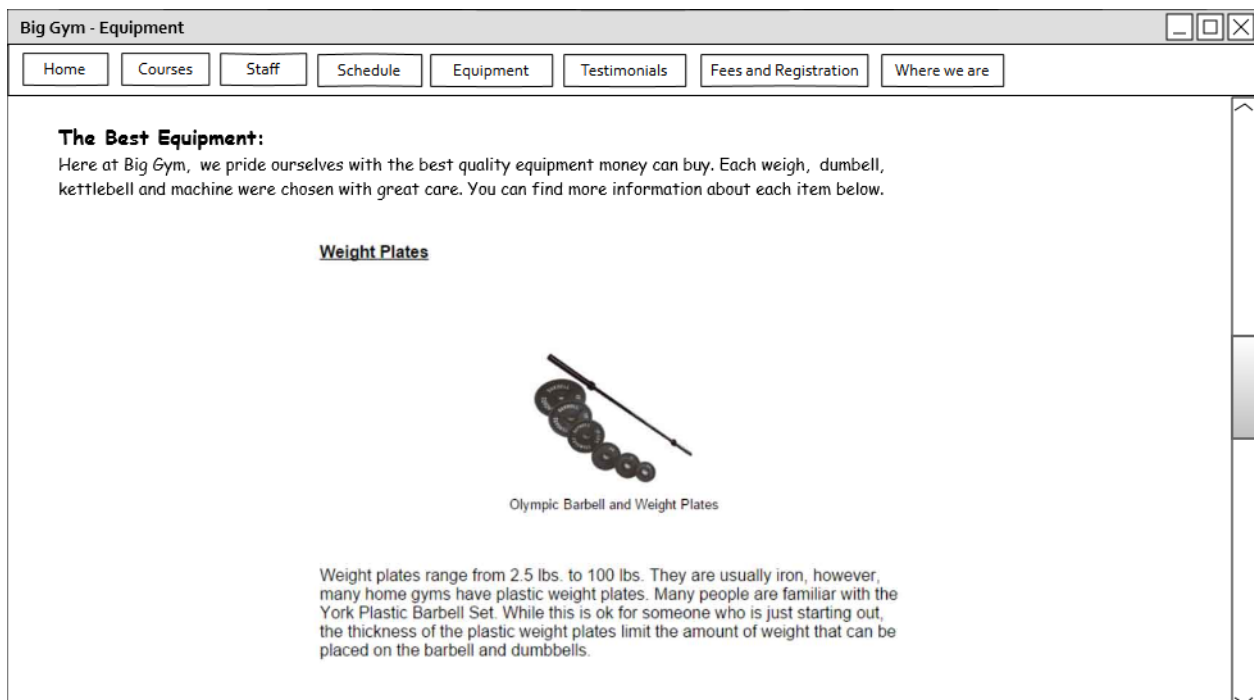 Big Gym - Equipment
Home Courses Staff Schedule Equipment Testimonials Fees and Registration Where we are
The Best Equipment:
Here at Big Gym, we pride ourselves with the best quality equipment money can buy. Each weigh, dumbell,
kettlebell and machine were chosen with great care. You can find more information about each item below.
Weight Plates
Olympic Barbell and Weight Plates
Weight plates range from 2.5 lbs. to 100 lbs. They are usually iron, however,
many home gyms have plastic weight plates. Many people are familiar with the
York Plastic Barbell Set. While this is ok for someone who is just starting out,
the thickness of the plastic weight plates limit the amount of weight that can be
placed on the barbell and dumbbells.